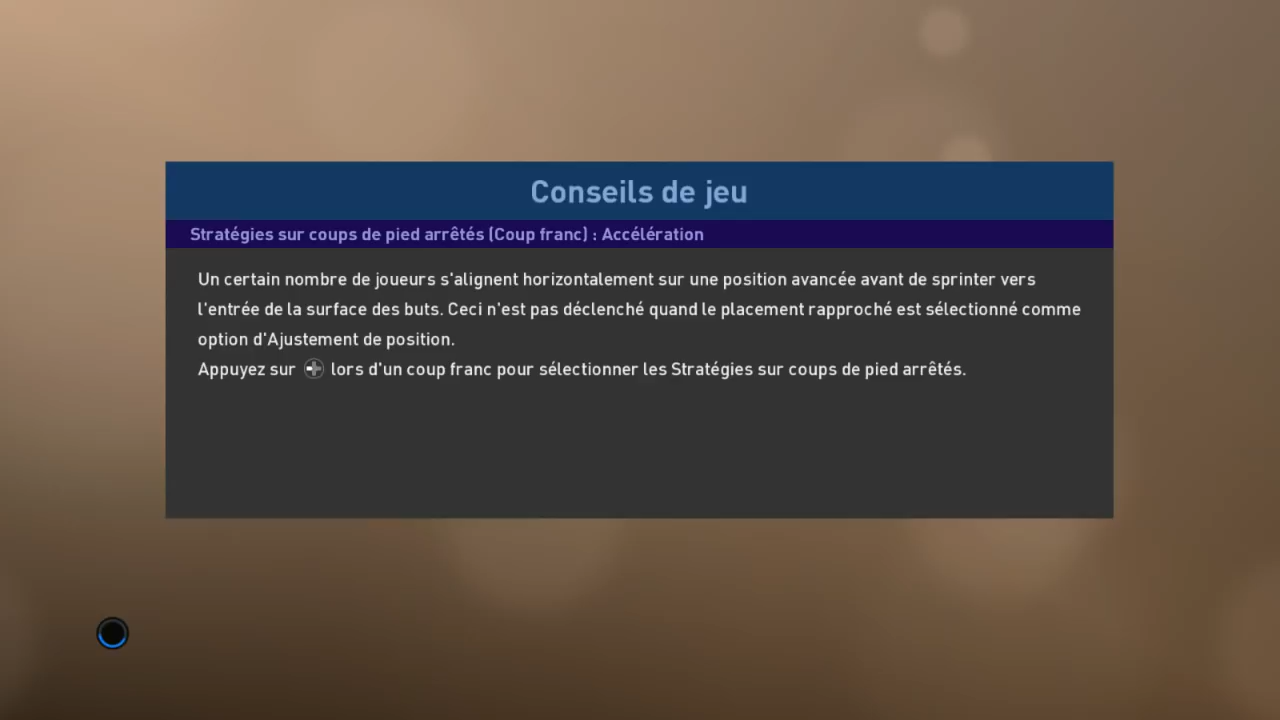 Conseils de jeu
Stratégies sur coups de pied arrêtés (Coup franc) : Accélération
Un certain nombre de joueurs s'alignent horizontalement sur une position avancée avant de sprinter vers
l'entrée de la surface des buts. Ceci n'est pas déclenché quand le placement rapproché est sélectionné comme
option d'Ajustement de position.
Appuyez sur lors d'un coup franc pour sélectionner les Stratégies sur coups de pied arrêtés.